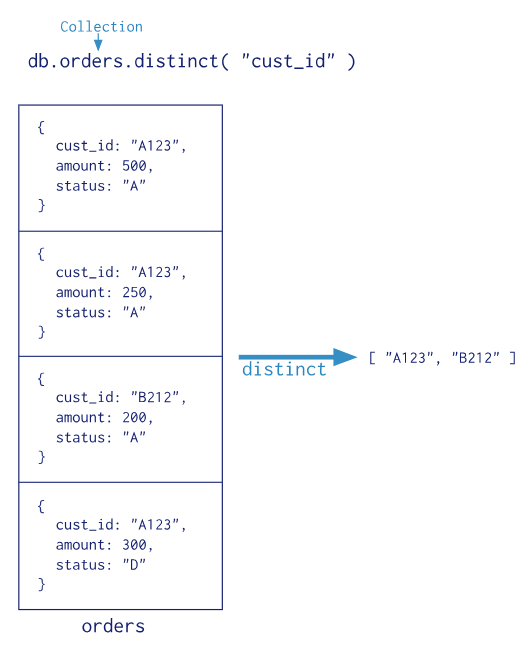 Collection
db.orders.distinct( "cust_id" )
{
cust_id: "A123",
amount: 500,
status: "A"
}
{
cust_id: "A123",
amount: 250,
status: "A"
}
{
cust_id: "B212",
amount: 200,
status: "A"
}
{
cust_id: "A123",
amount: 300,
status: "D"
}
orders
distinct
[ "A123", "B212" ]